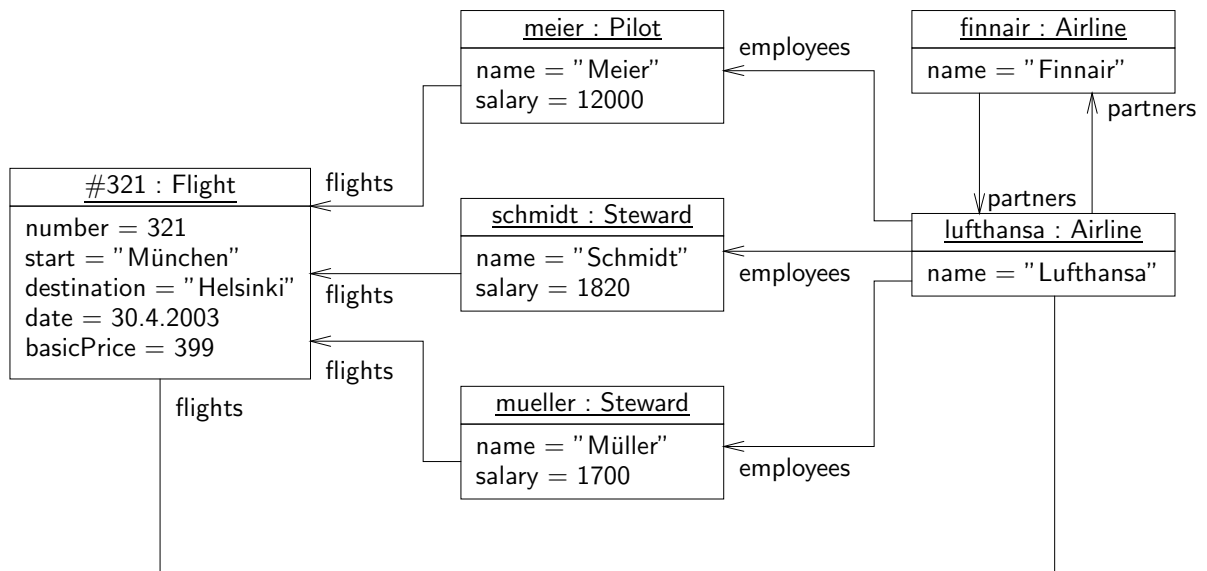 meier : Pilot
name = "Meier"
salary = 12000
employees
finnair : Airline
name = "Finnair"
partners
partners
#321 : Flight
number = 321
start = "München"
destination = "Helsinki"
date = 30.4.2003
basicPrice = 399
flights
flights
flights
flights
schmidt : Steward
name = "Schmidt"
salary = 1820
employees
lufthansa : Airline
name = "Lufthansa"
mueller : Steward
name = "Müller"
salary = 1700
employees